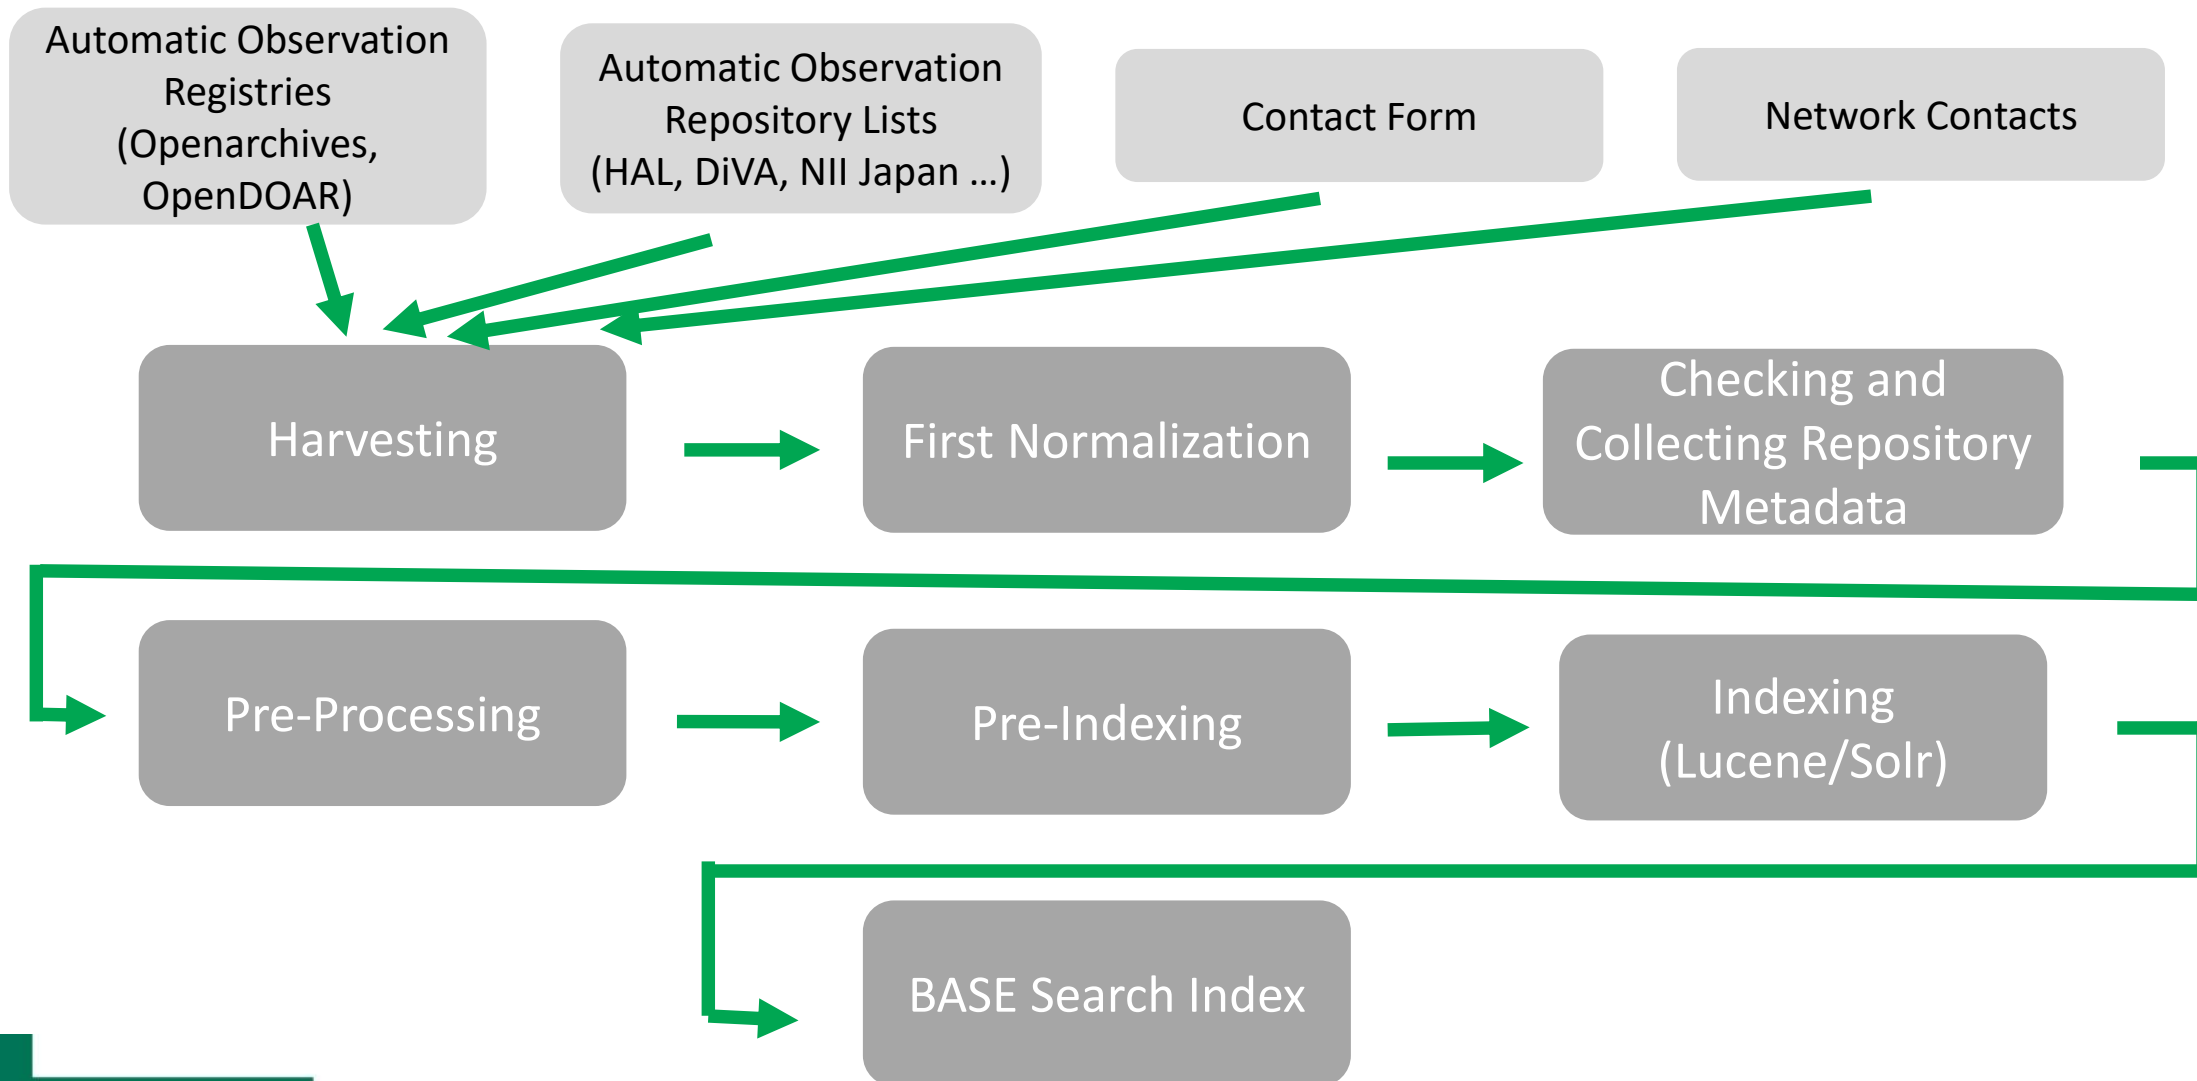 Automatic Observation
Registries
(Openarchives,
OpenDOAR)
Automatic Observation
Repository Lists
(HAL, DiVA, NII Japan ...)
Contact Form
Network Contacts
Harvesting
First Normalization
Checking and
Collecting Repository
Metadata
Pre-Processing
Pre-Indexing
Indexing
(Lucene/Solr)
BASE Search Index